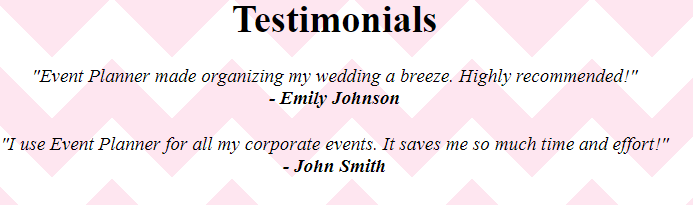 Testimonials
"Event Planner made organizing my wedding a breeze. Highly recommended!"
- Emily Johnson
"I use Event Planner for all my corporate events. It saves me so much time and effort!"
- John Smith